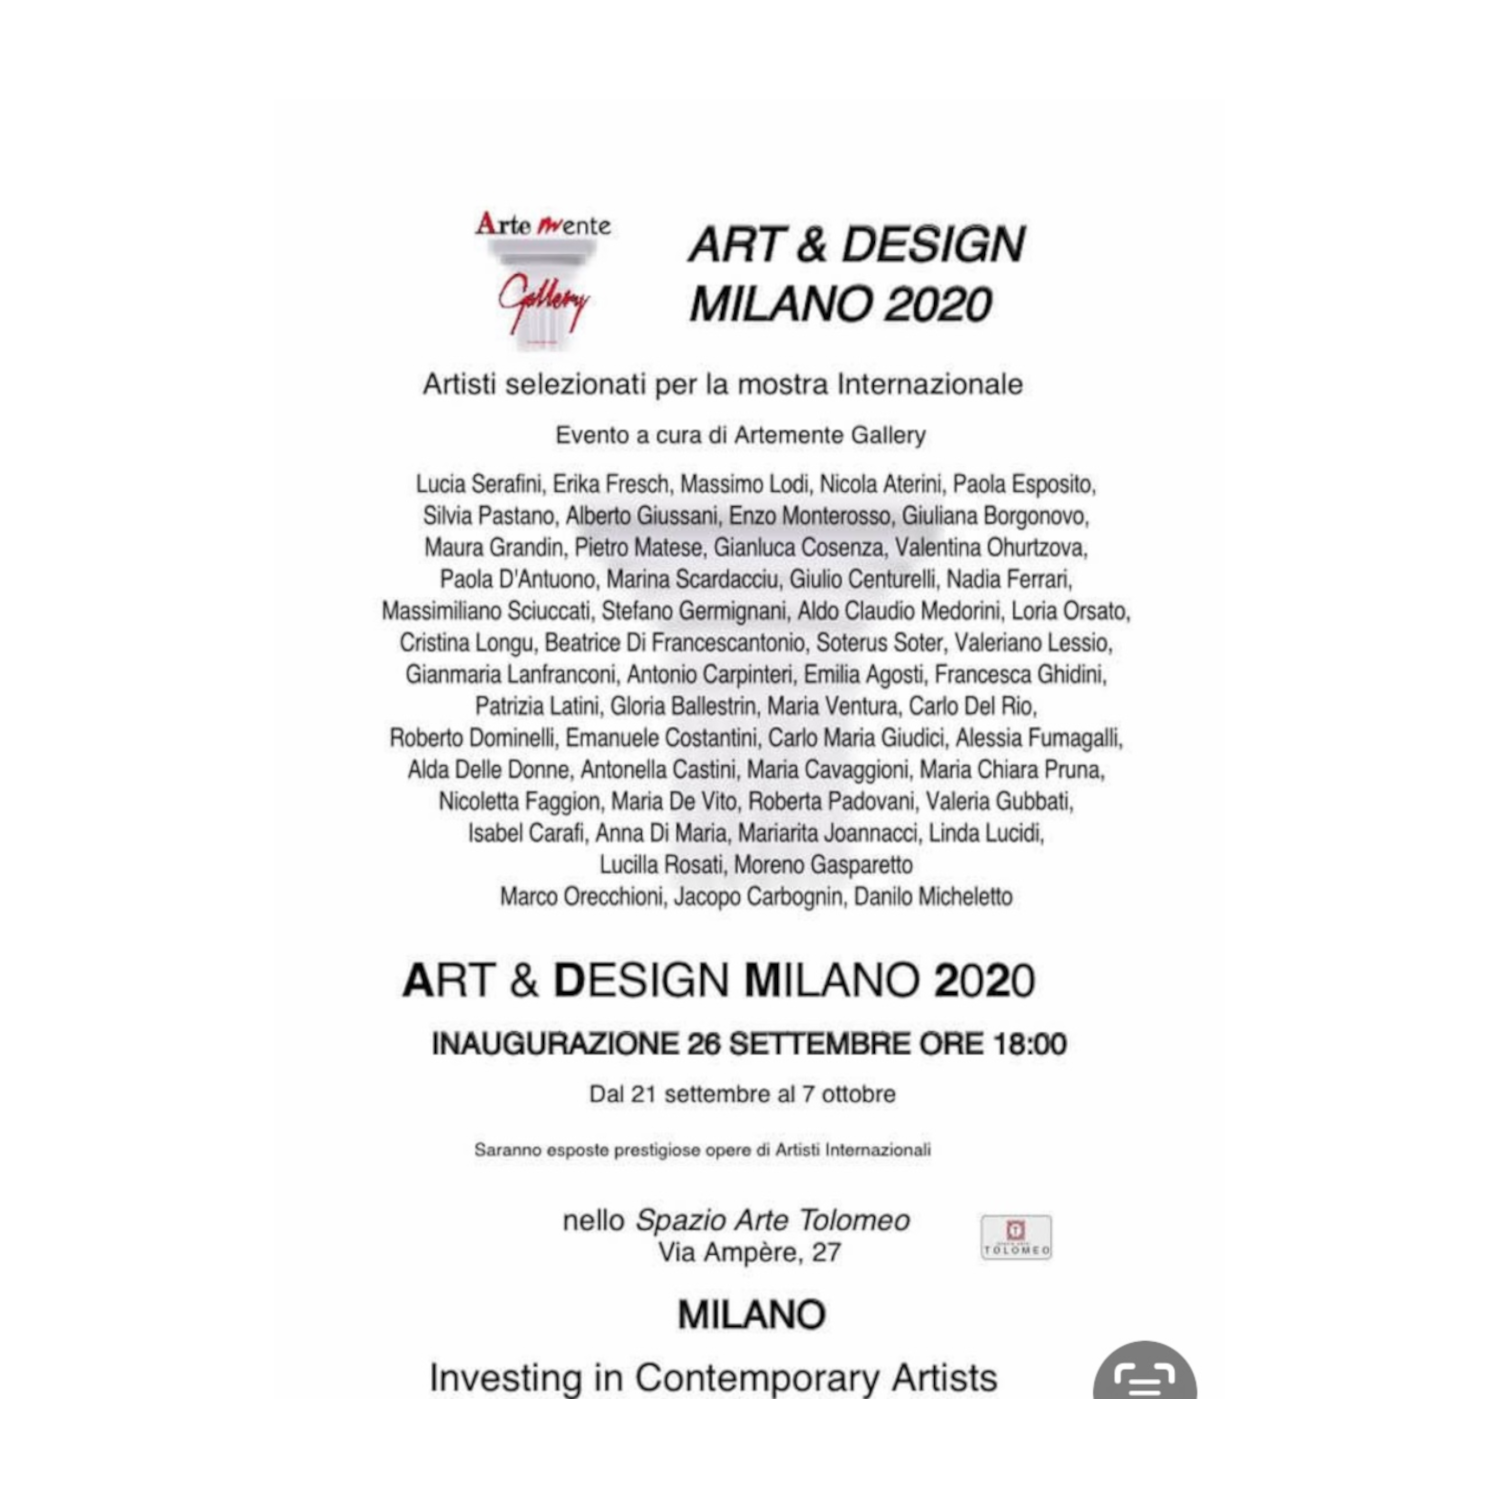 Arte mente
Gallery
ART & DESIGN
MILANO 2020
Artisti selezionati per la mostra Internazionale
Evento a cura di Artemente Gallery
Lucia Serafini, Erika Fresch, Massimo Lodi, Nicola Aterini, Paola Esposito,
Silvia Pastano, Alberto Giussani, Enzo Monterosso, Giuliana Borgonovo,
Maura Grandin, Pietro Matese, Gianluca Cosenza, Valentina Ohurtzova,
Paola D'Antuono, Marina Scardacciu, Giulio Centurelli, Nadia Ferrari,
Massimiliano Sciuccati, Stefano Germignani, Aldo Claudio Medorini, Loria Orsato,
Cristina Longu, Beatrice Di Francescantonio, Soterus Soter, Valeriano Lessio,
Gianmaria Lanfranconi, Antonio Carpinteri, Emilia Agosti, Francesca Ghidini,
Patrizia Latini, Gloria Ballestrin, Maria Ventura, Carlo Del Rio,
Roberto Dominelli, Emanuele Costantini, Carlo Maria Giudici, Alessia Fumagalli,
Alda Delle Donne, Antonella Castini, Maria Cavaggioni, Maria Chiara Pruna,
Nicoletta Faggion, Maria De Vito, Roberta Padovani, Valeria Gubbati,
Isabel Carafi, Anna Di Maria, Mariarita Joannacci, Linda Lucidi,
Lucilla Rosati, Moreno Gasparetto
Marco Orecchioni, Jacopo Carbognin, Danilo Micheletto
ART & DESIGN MILANO 2020
INAUGURAZIONE 26 SETTEMBRE ORE 18:00
Dal 21 settembre al 7 ottobre
Saranno esposte prestigiose opere di Artisti Internazionali
nello Spazio Arte Tolomeo
Via Ampère, 27
TOLOMEO
MILANO
Investing in Contemporary Artists